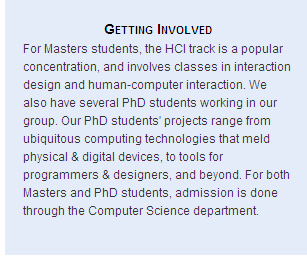 GETTING INVOLVED
For Masters students, the HCI track is a popular
concentration, and involves classes in interaction
design and human-computer interaction. We
also have several PhD students working in our
group. Our PhD students' projects range from
ubiquitous computing technologies that meld
physical & digital devices, to tools for
programmers & designers, and beyond. For both
Masters and PhD students, admission is done
through the Computer Science department.